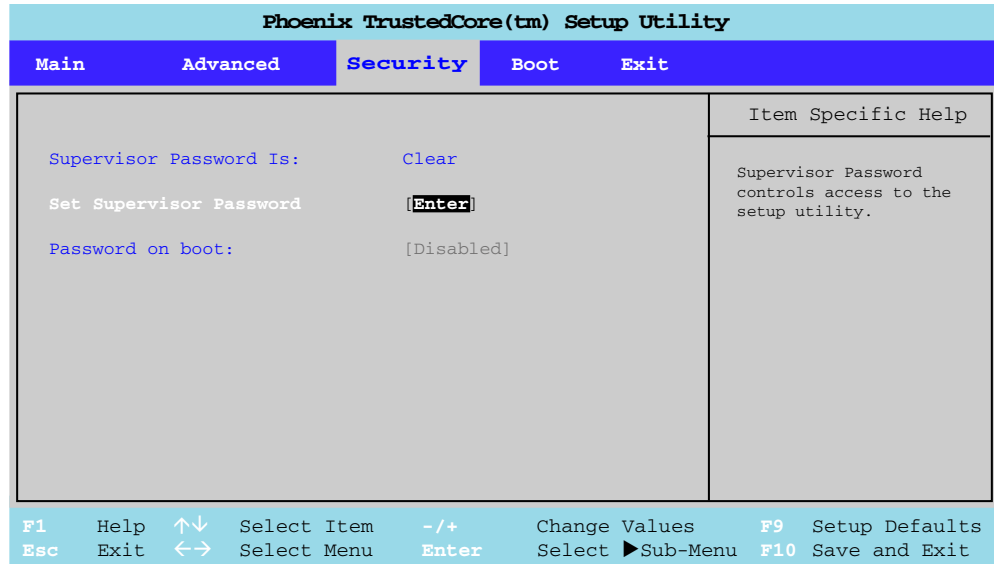 Phoenix TrustedCore(tm) Setup Utility
Main Advanced Security Boot Exit
Item Specific Help
Supervisor Password Is: Clear
Set Supervisor Password [Enter]
Password on boot: [Disabled]
Supervisor Password
controls access to the
setup utility.
F1 Help ↑↓ Select Item -/+ Change Values F9 Setup Defaults
Esc Exit ←→ Select Menu Enter Select ▶Sub-Menu F10 Save and Exit